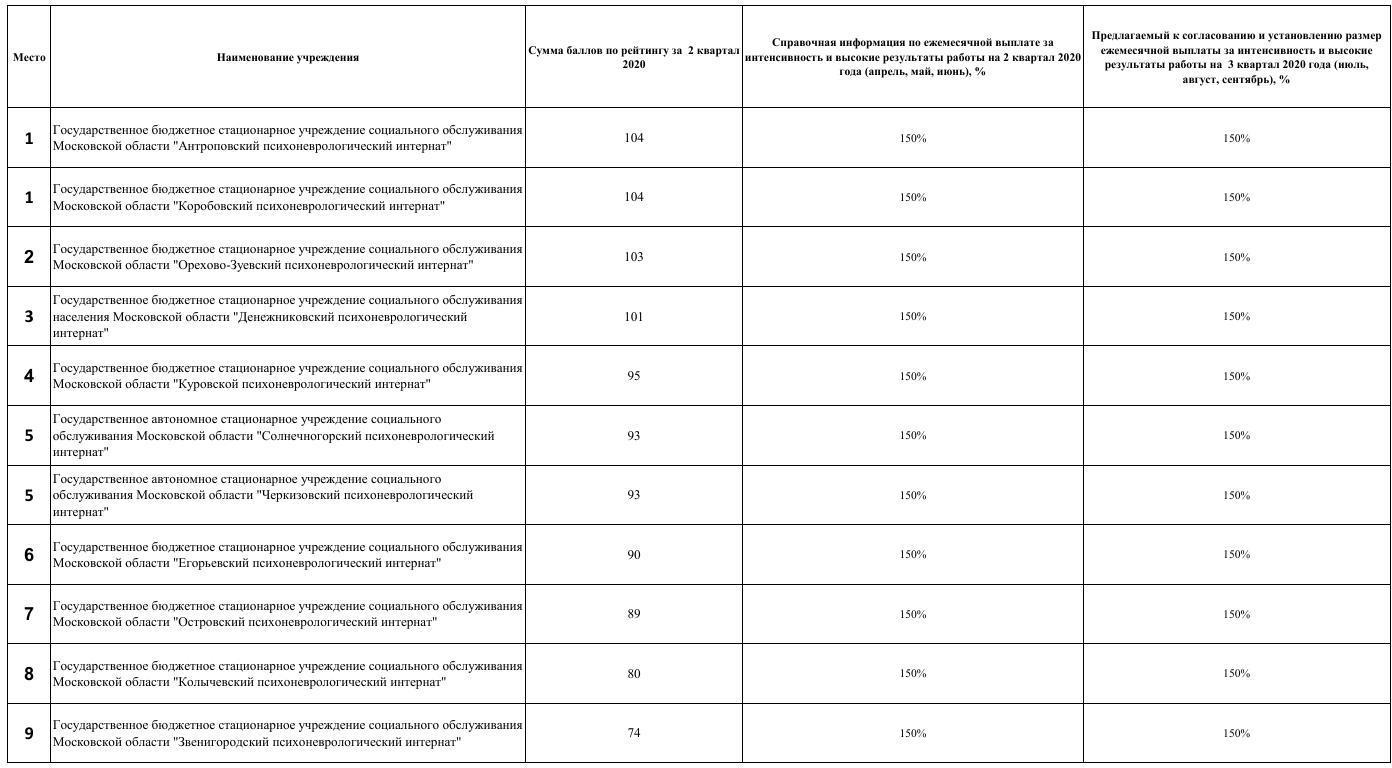 Место
Наименование учреждения
Сумма баллов по рейтингу за 2 квартал
2020
Справочная информация по ежемесячной выплате за
интенсивность и высокие результаты работы на 2 квартал 2020
года (апрель, май, июнь), %
Предлагаемый к согласованию и установлению размер
ежемесячной выплаты за интенсивность и высокие
результаты работы на 3 квартал 2020 года (июль,
август, сентябрь), %
1
Государственное бюджетное стационарное учреждение социального обслуживания
Московской области "Антроповский психоневрологический интернат"
104
150%
150%
1
Государственное бюджетное стационарное учреждение социального обслуживания
Московской области "Коробовский психоневрологический интернат"
104
150%
150%
2
Государственное бюджетное стационарное учреждение социального обслуживания
Московской области "Орехово-Зуевский психоневрологический интернат"
103
150%
150%
3
Государственное бюджетное стационарное учреждение социального обслуживания
населения Московской области "Денежниковский психоневрологический
интернат"
101
150%
150%
4
Государственное бюджетное стационарное учреждение социального обслуживания
Московской области "Куровской психоневрологический интернат"
95
150%
150%
5
Государственное автономное стационарное учреждение социального
обслуживания Московской области "Солнечногорский психоневрологический
интернат"
93
150%
150%
5
Государственное автономное стационарное учреждение социального
обслуживания Московской области "Черкизовский психоневрологический
интернат"
93
150%
150%
6
Государственное бюджетное стационарное учреждение социального обслуживания
Московской области "Егорьевский психоневрологический интернат"
90
150%
150%
7
Государственное бюджетное стационарное учреждение социального обслуживания
Московской области "Островский психоневрологический интернат"
89
150%
150%
8
Государственное бюджетное стационарное учреждение социального обслуживания
Московской области "Колычевский психоневрологический интернат"
80
150%
150%
9
Государственное бюджетное стационарное учреждение социального обслуживания
Московской области "Звенигородский психоневрологический интернат"
74
150%
150%